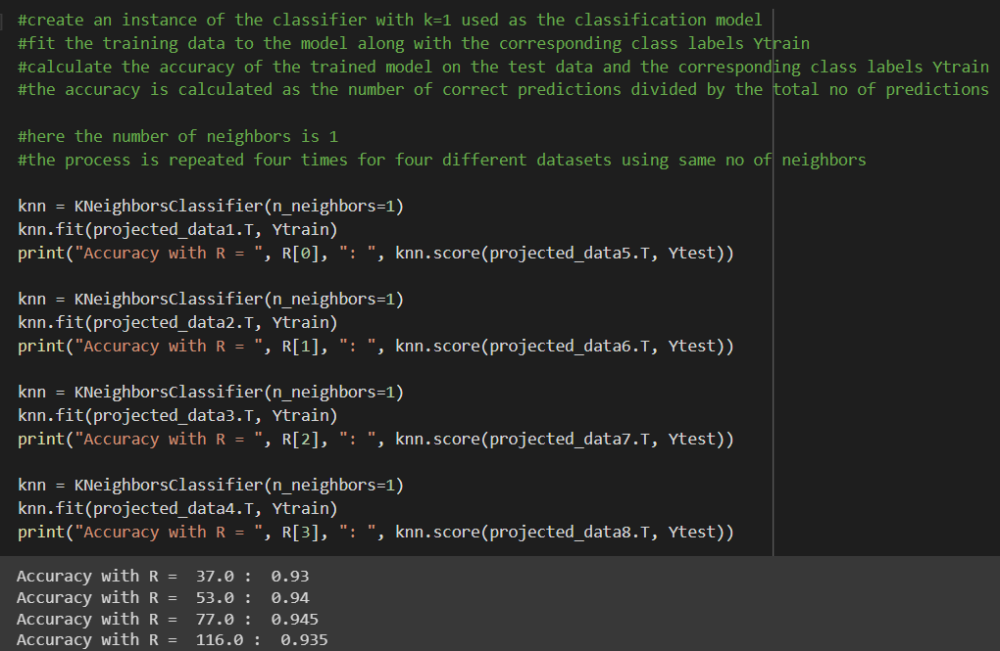 #create an instance of the classifier with k=1 used as the classification model
#fit the training data to the model along with the corresponding class labels Ytrain
#calculate the accuracy of the trained model on the test data and the corresponding class labels Ytrain
#the accuracy is calculated as the number of correct predictions divided by the total no of predictions
#here the number of neighbors is 1
#the process is repeated four times for four different datasets using same no of neighbors
knn = KNeighborsClassifier(n_neighbors=1)
knn.fit(projected_data1.T, Ytrain)
print("Accuracy with R = ", R[0], ": ", knn.score(projected_data5.T, Ytest))
knn = KNeighborsClassifier(n_neighbors=1)
knn.fit(projected_data2.T, Ytrain)
print("Accuracy with R = ", R[1], ": ", knn.score(projected_data6.T, Ytest))
knn = KNeighborsClassifier(n_neighbors=1)
knn.fit(projected_data3.T, Ytrain)
print("Accuracy with R = ", R[2], ": ", knn.score(projected_data7.T, Ytest))
knn = KNeighborsClassifier(n_neighbors=1)
knn.fit(projected_data4.T, Ytrain)
print("Accuracy with R = ", R[3], ": ", knn.score(projected_data8.T, Ytest))
Accuracy with R =  37.0 :  0.93
Accuracy with R =  53.0 :  0.94
Accuracy with R =  77.0 :  0.945
Accuracy with R =  116.0 :  0.935